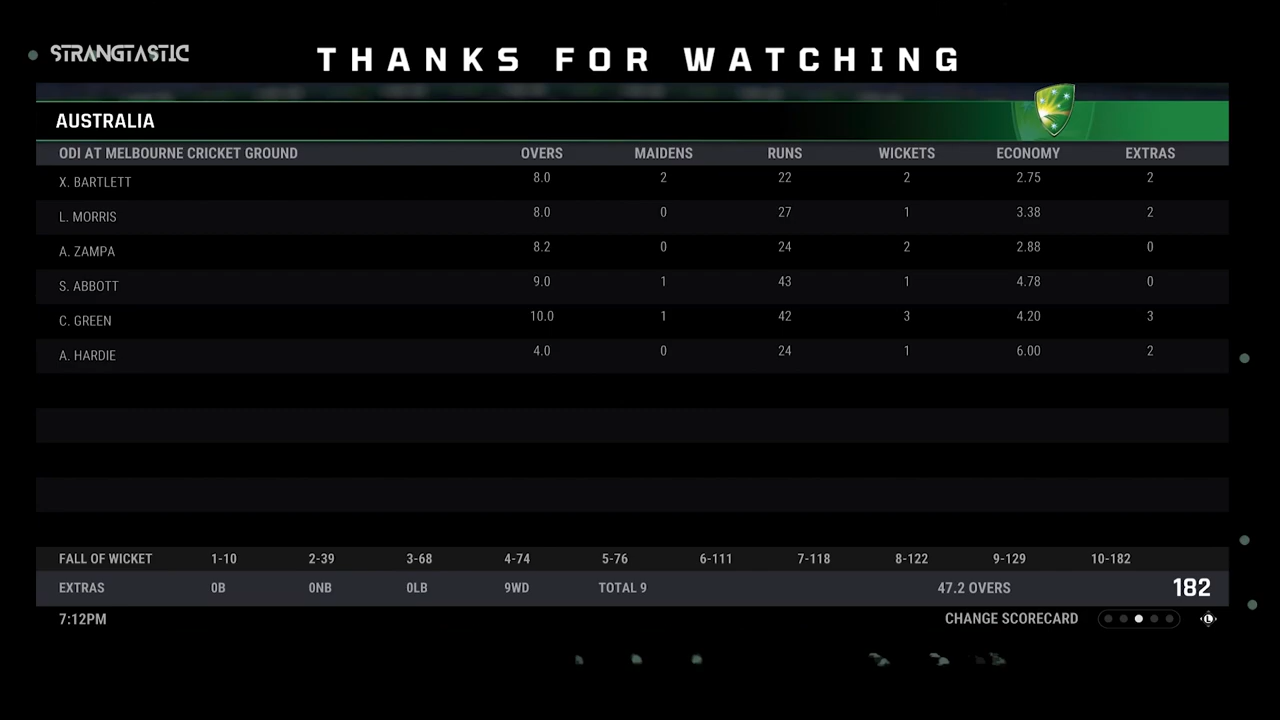 STRANGTASTIC
THANKS FOR WATCHING
AUSTRALIA
ODI AT MELBOURNE CRICKET GROUND OVERS MAIDENS RUNS WICKETS ECONOMY EXTRAS
X. BARTLETT 8.0 2 22 2 2.75 2
L. MORRIS 8.0 0 27 1 3.38 2
A. ZAMPA 8.2 0 24 2 2.88 0
S. ABBOTT 9.0 1 43 1 4.78 0
C. GREEN 10.0 1 42 3 4.20 3
A. HARDIE 4.0 0 24 1 6.00 2
FALL OF WICKET 1-10 2-39 3-68 4-74 5-76 6-111 7-118 8-122 9-129 10-182
EXTRAS 0B 0NB 0LB 9WD TOTAL 9 47.2 OVERS 182
7:12PM CHANGE SCORECARD L